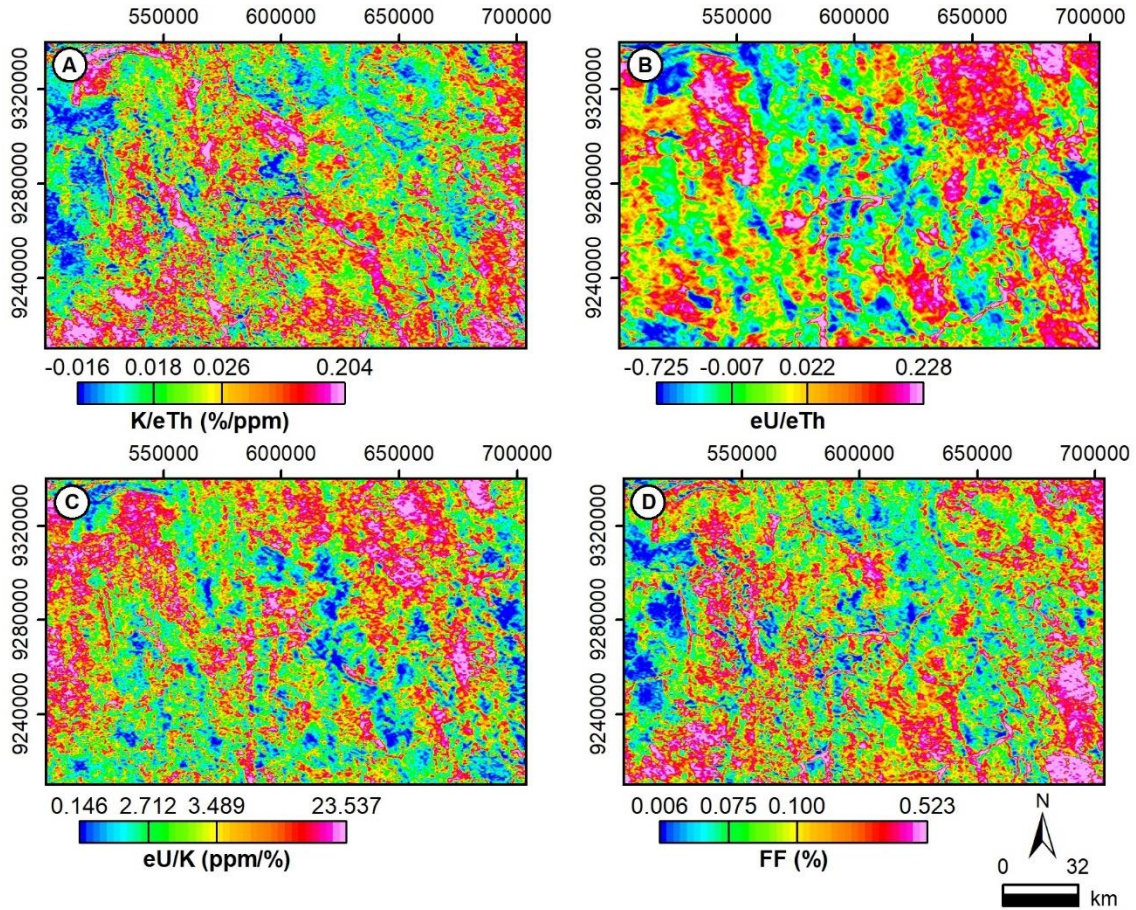 550000 600000 650000 700000
550000 600000 650000 700000
A
B
9320000
9280000
9240000
9320000
9280000
9240000
-0.016 0.018 0.026 0.204
K/eTh (%/ppm)
-0.725 -0.007 0.022 0.228
eU/eTh
550000 600000 650000 700000
550000 600000 650000 700000
C
D
9320000
9280000
9240000
9320000
9280000
9240000
0.146 2.712 3.489 23.537
eU/K (ppm/%)
0.006 0.075 0.100 0.523
FF (%)
N
0 32
km